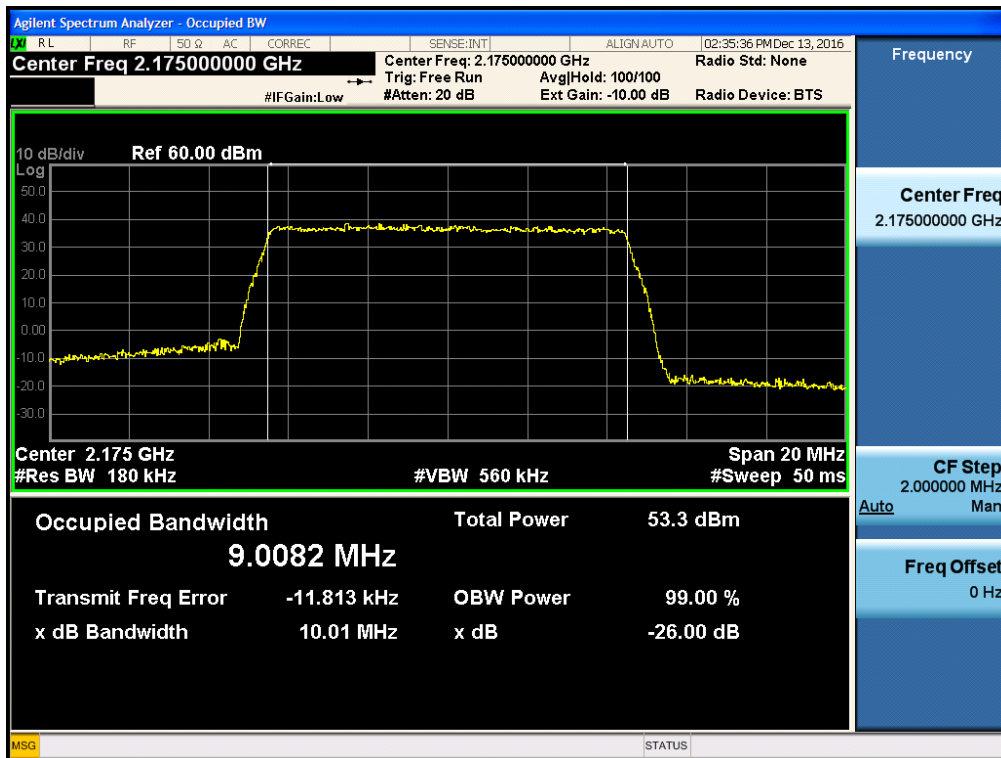 Agilent Spectrum Analyzer - Occupied BW
LXI RL RF 50 Ω AC CORREC SENSE:INT ALIGN AUTO 02:35:36 PM Dec 13, 2016
Center Freq 2.175000000 GHz
Center Freq: 2.175000000 GHz Radio Std: None
Trig: Free Run Avg|Hold: 100/100
#IFGain:Low #Atten: 20 dB Ext Gain: -10.00 dB Radio Device: BTS
10 dB/div Ref 60.00 dBm
Log
50.0
40.0
30.0
20.0
10.0
0.00
-10.0
-20.0
-30.0
Center 2.175 GHz Span 20 MHz
#Res BW 180 kHz #VBW 560 kHz #Sweep 50 ms
Occupied Bandwidth Total Power 53.3 dBm
9.0082 MHz
Transmit Freq Error -11.813 kHz OBW Power 99.00 %
x dB Bandwidth 10.01 MHz x dB -26.00 dB
Frequency
Center Freq
2.175000000 GHz
CF Step
2.000000 MHz
Auto Man
Freq Offset
0 Hz
MSG STATUS